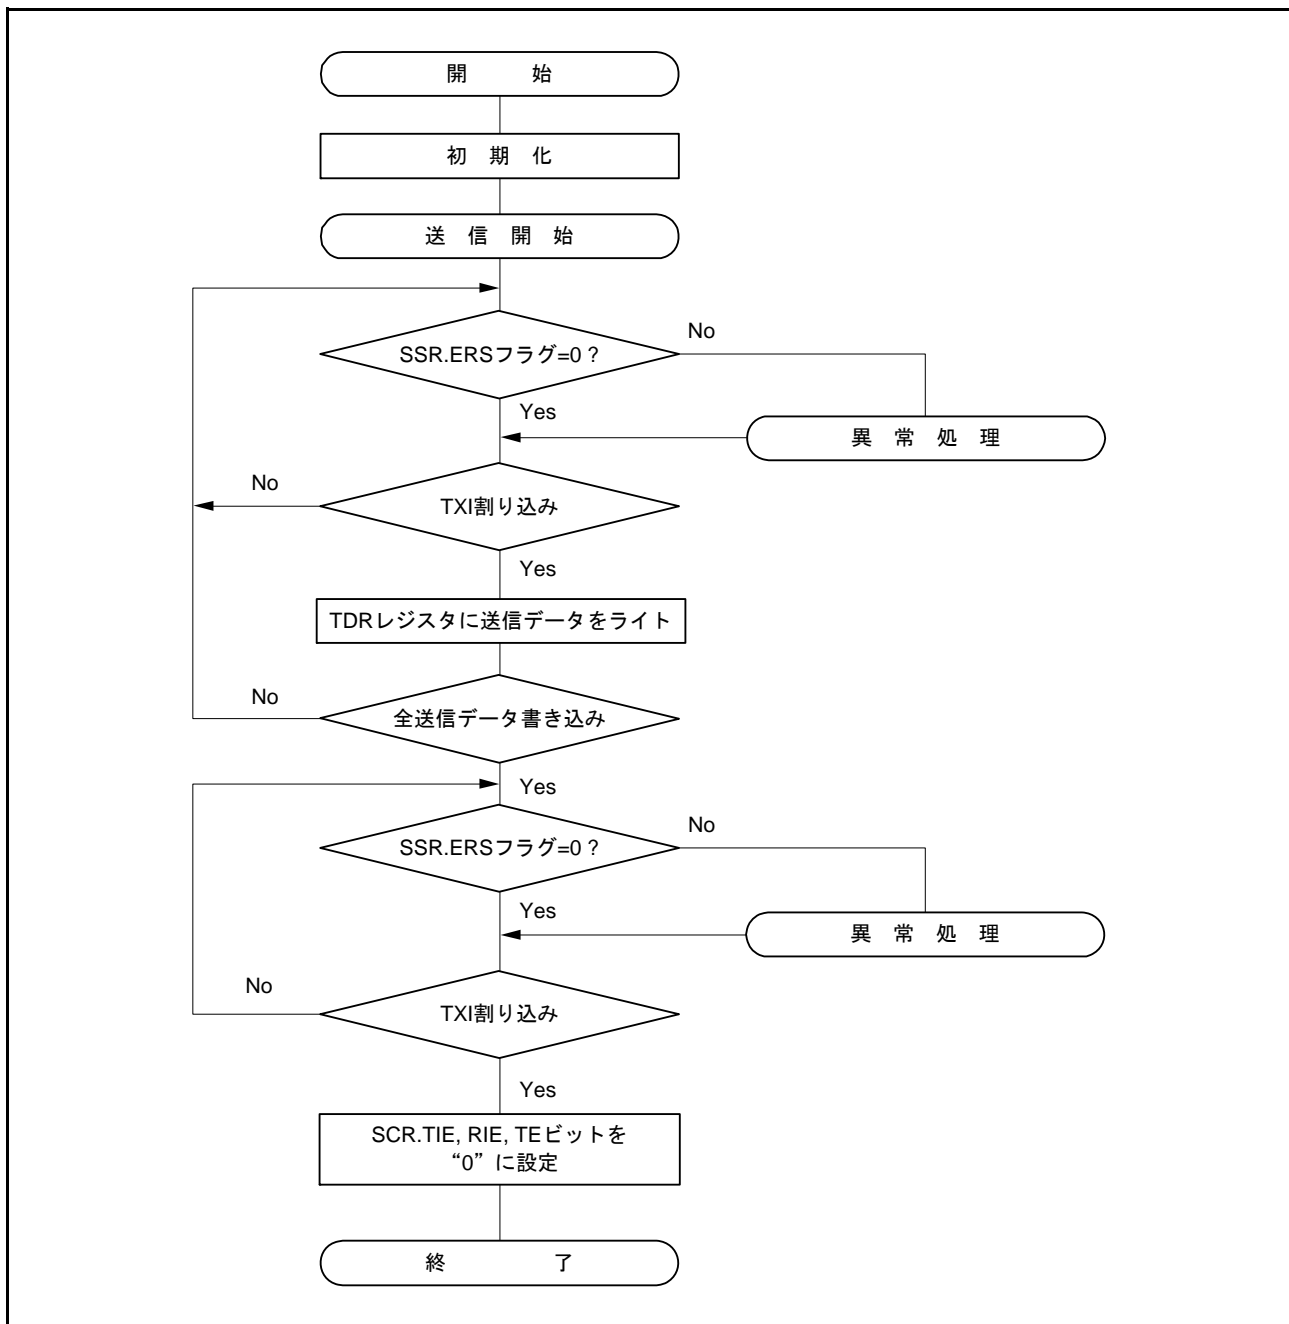 開 始
初 期 化
送 信 開 始
SSR.ERSフラグ=0 ?
No
Yes
異 常 処 理
No
TXI割り込み
Yes
TDRレジスタに送信データをライト
No
全送信データ書き込み
Yes
SSR.ERSフラグ=0 ?
No
Yes
異 常 処 理
No
TXI割り込み
Yes
SCR.TIE, RIE, TEビットを
“0”に設定
終 了